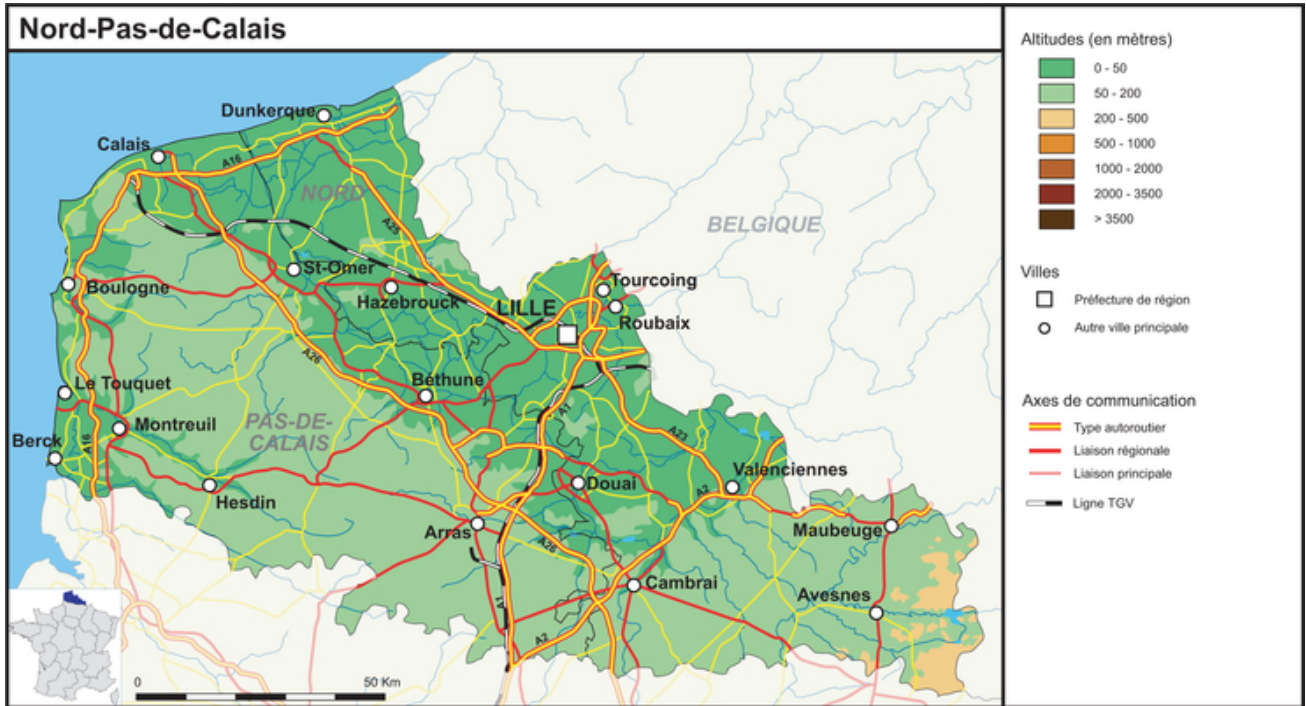 Nord-Pas-de-Calais
Dunkerque
Calais
A16
NORD
A25
BELGIQUE
St-Omer
Boulogne
Hazebrouck
LILLE
Tourcoing
Roubaix
A26
Le Touquet
Béthune
Montreuil
PAS-DE-
CALAIS
A1
A23
Berck
A16
Hesdin
Douai
Valenciennes
A2
Arras
A26
Maubeuge
Cambrai
Avesnes
A1
A2
0
50 Km
Altitudes (en mètres)
0 - 50
50 - 200
200 - 500
500 - 1000
1000 - 2000
2000 - 3500
> 3500
Villes
Préfecture de région
Autre ville principale
Axes de communication
Type autoroutier
Liaison régionale
Liaison principale
Ligne TGV